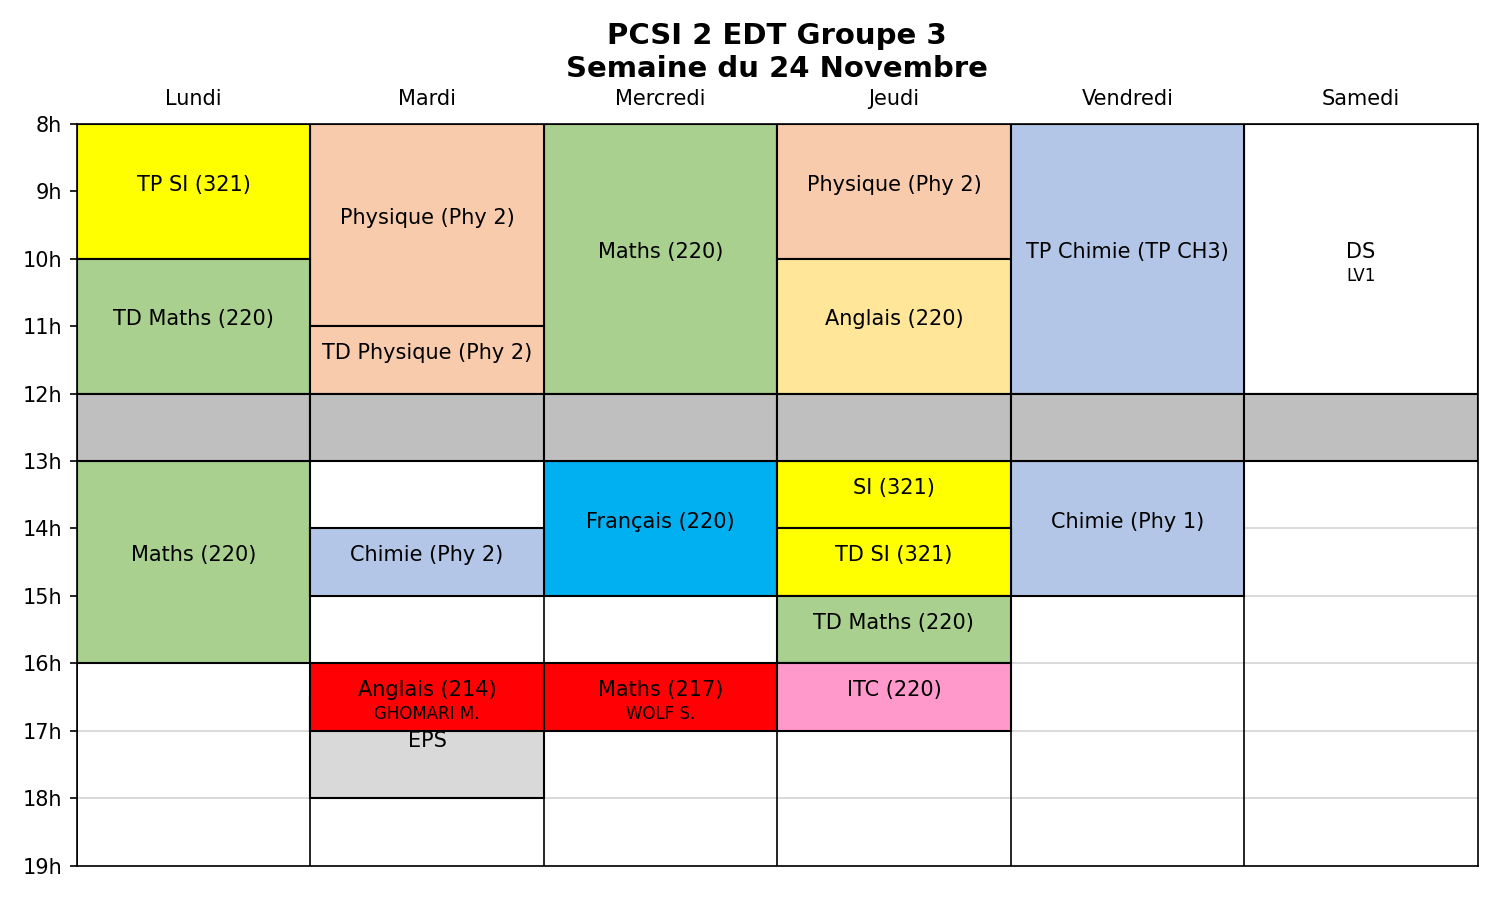 PCSI 2 EDT Groupe 3
Semaine du 24 Novembre
Lundi Mardi Mercredi Jeudi Vendredi Samedi
8h
9h
10h
11h
12h
13h
14h
15h
16h
17h
18h
19h
TP SI (321)
TD Maths (220)
Maths (220)
Physique (Phy 2)
TD Physique (Phy 2)
Chimie (Phy 2)
Anglais (214)
GHOMARI M.
EPS
Maths (220)
Français (220)
Maths (217)
WOLF S.
Physique (Phy 2)
Anglais (220)
SI (321)
TD SI (321)
TD Maths (220)
ITC (220)
TP Chimie (TP CH3)
Chimie (Phy 1)
DS
LV1